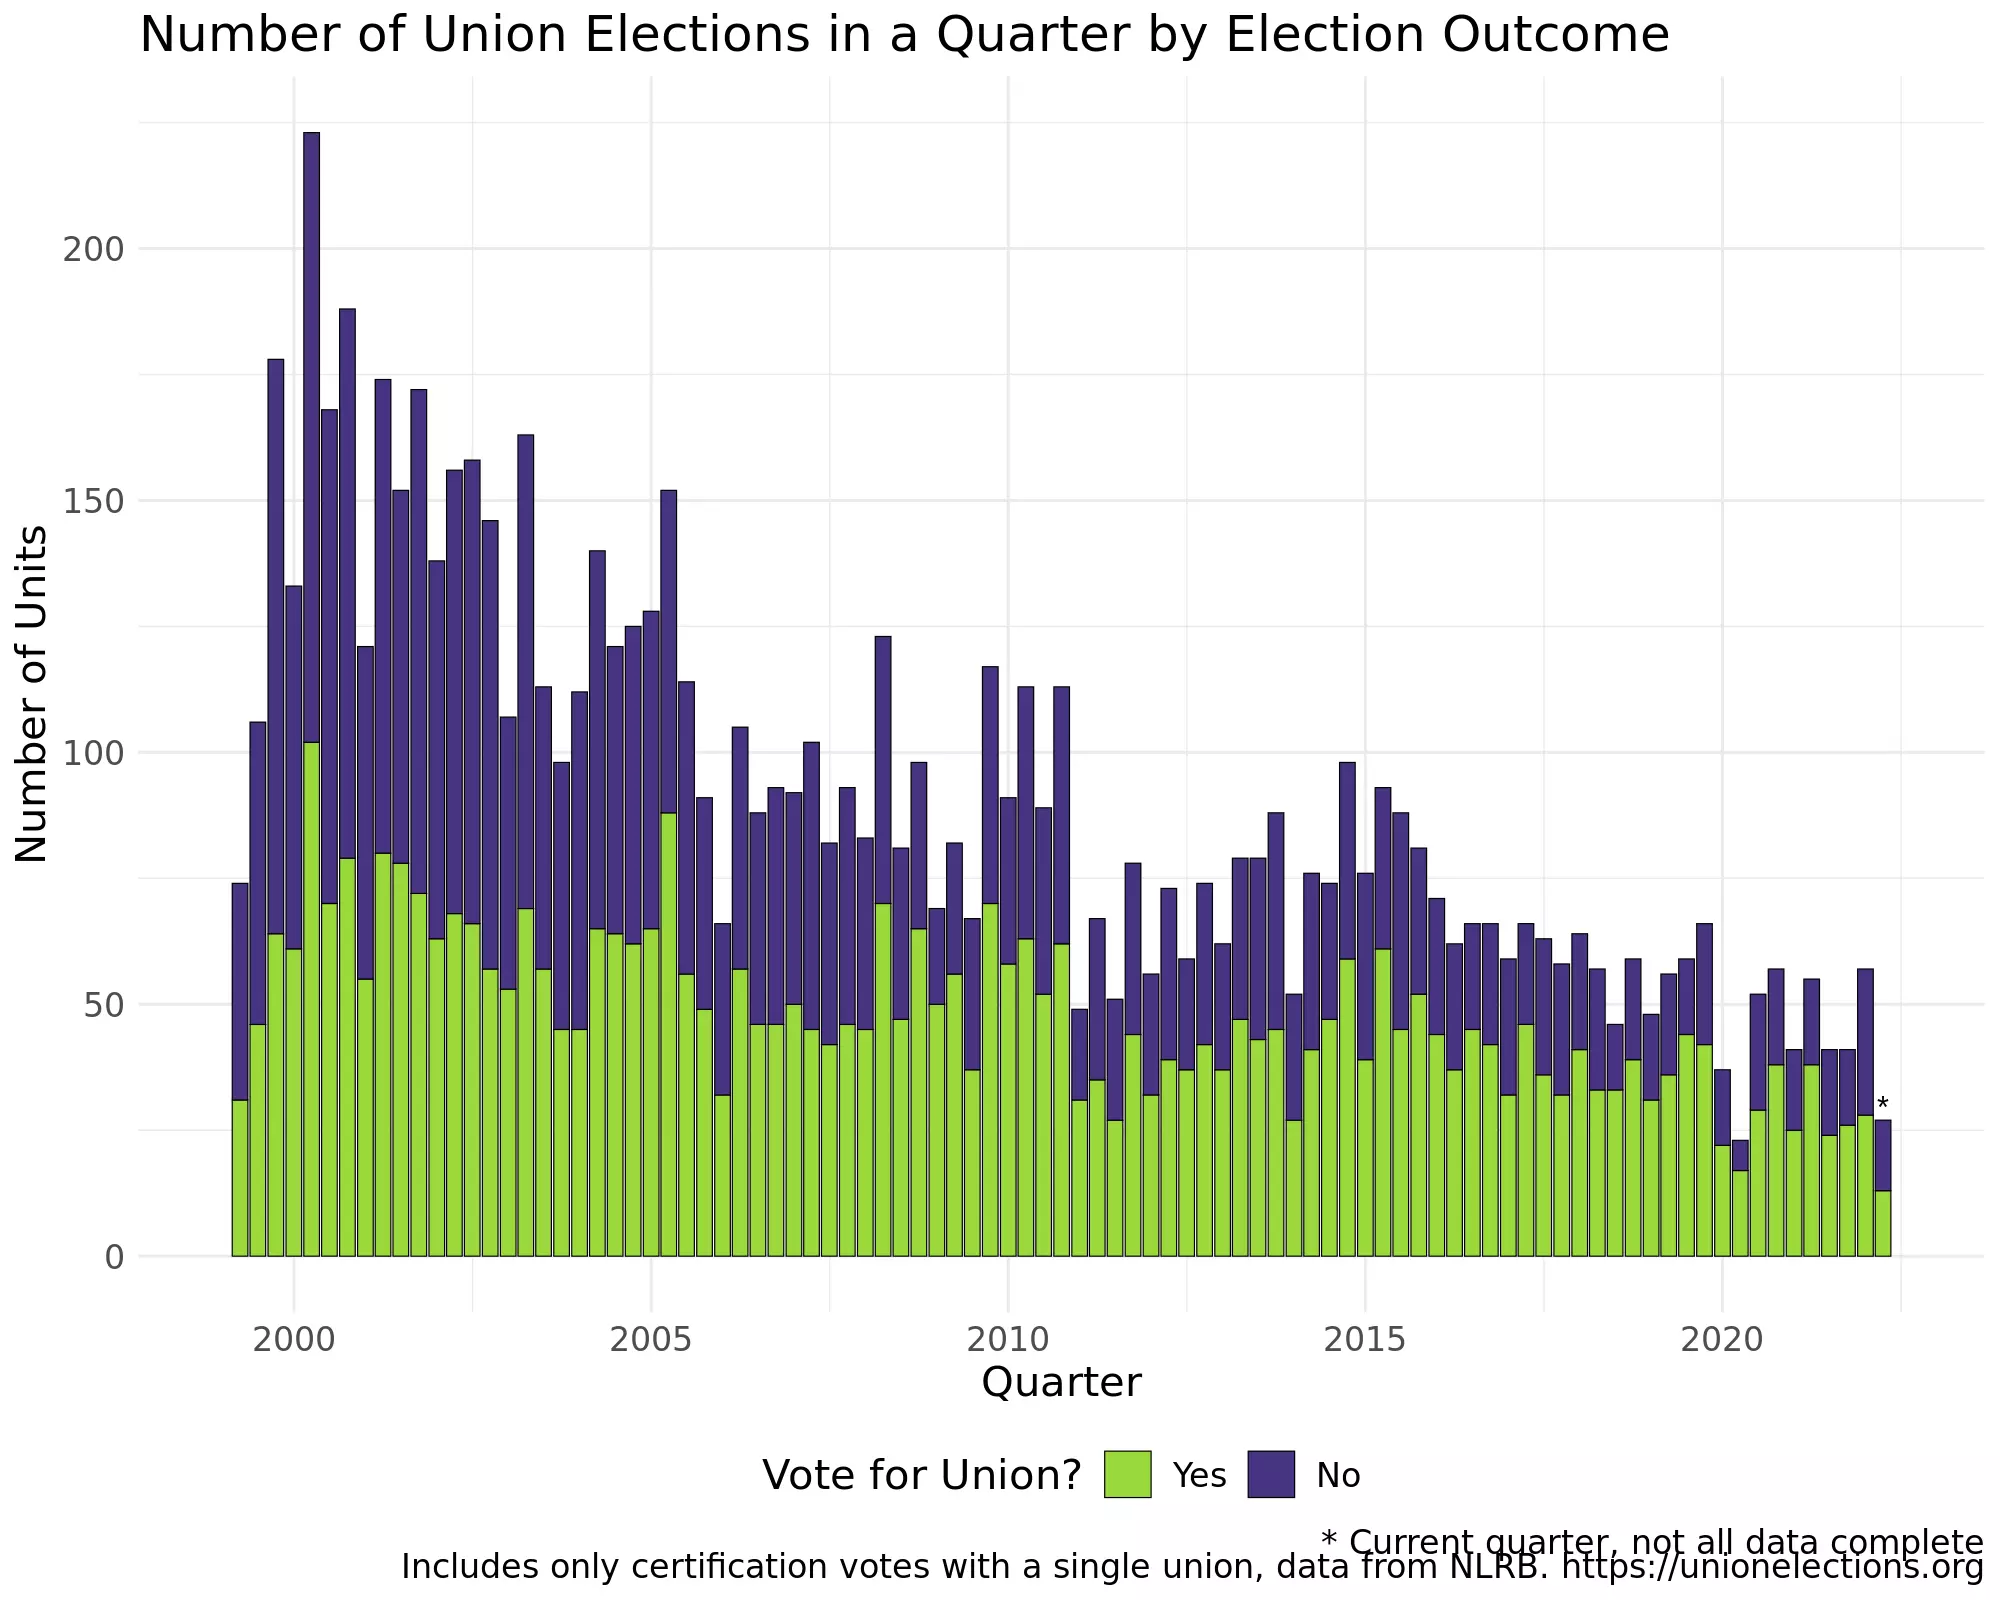 Number of Union Elections in a Quarter by Election Outcome
Number of Units
200
150
100
50
0
*
2000 2005 2010 2015 2020
Quarter
Vote for Union? Yes No
* Current quarter, not all data complete
Includes only certification votes with a single union, data from NLRB. https://unionelections.org